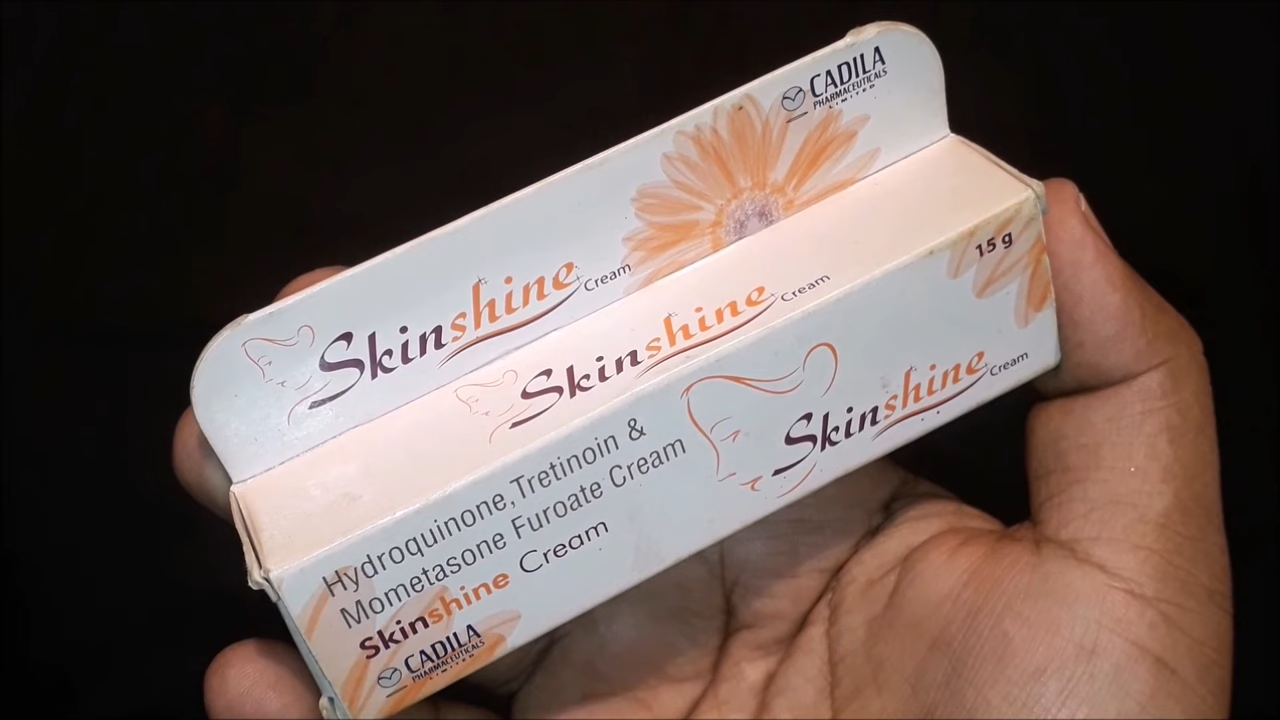 CADILA
PHARMACEUTICALS
LIMITED
Skinshine Cream
Skinshine Cream
15 g
Skinshine Cream
Hydroquinone, Tretinoin &
Mometasone Furoate Cream
Skinshine Cream
CADILA
PHARMACEUTICALS
LIMITED